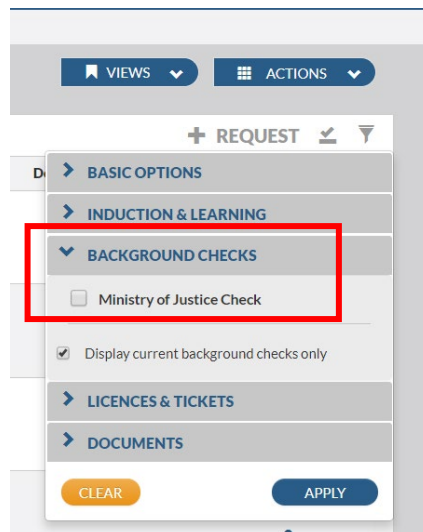 VIEWS
ACTIONS
REQUEST
BASIC OPTIONS
INDUCTION & LEARNING
BACKGROUND CHECKS
Ministry of Justice Check
Display current background checks only
LICENCES & TICKETS
DOCUMENTS
CLEAR APPLY